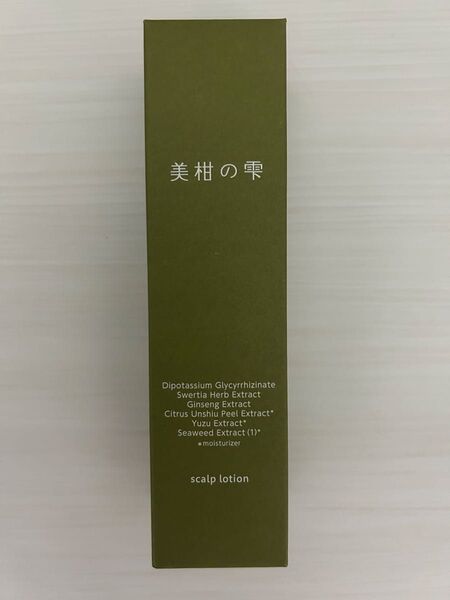 美柑の雫
Dipotassium Glycyrrhizinate
Swertia Herb Extract
Ginseng Extract
Citrus Unshiu Peel Extract*
Yuzu Extract*
Seaweed Extract (1)*
*moisturizer
scalp lotion